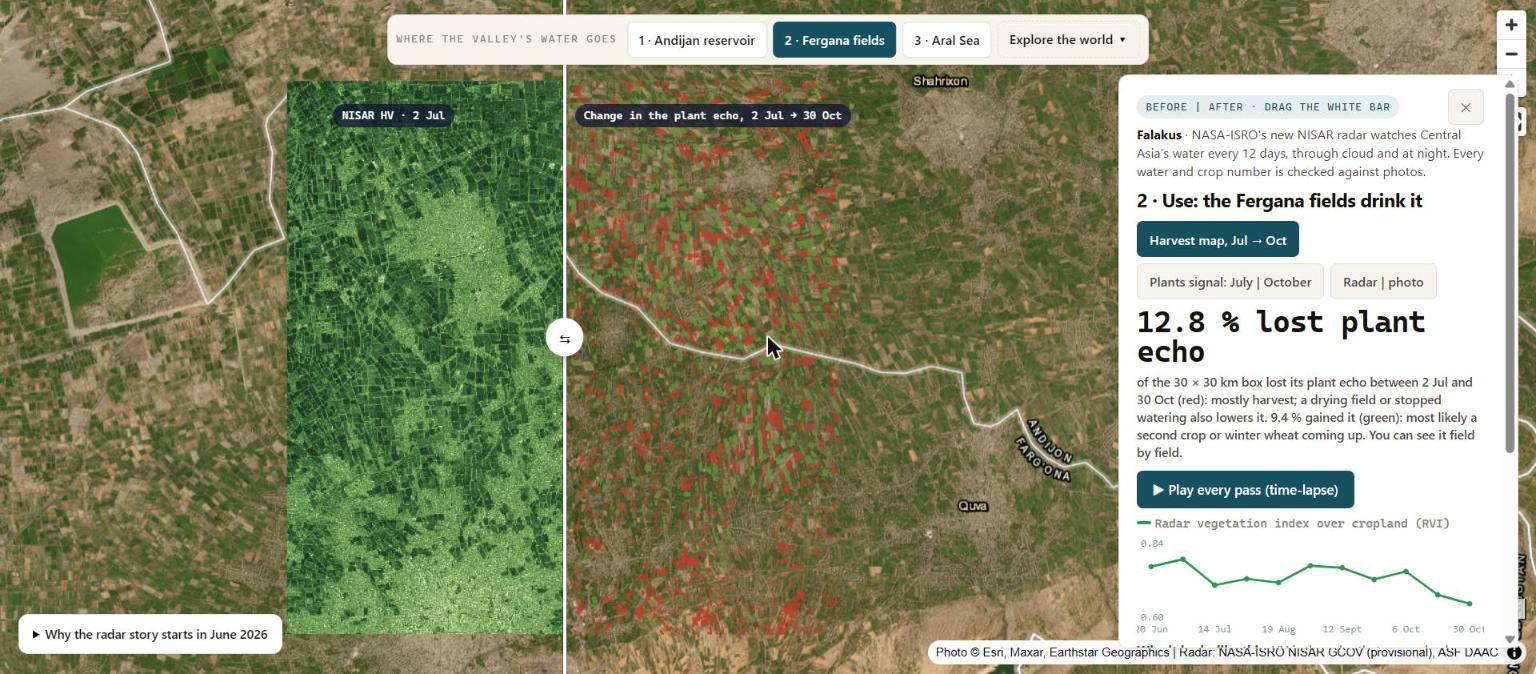 WHERE THE VALLEY'S WATER GOES
1 · Andijan reservoir
2 · Fergana fields
3 · Aral Sea
Explore the world ▾
+
−
Shahrixon
NISAR HV · 2 Jul
Change in the plant echo, 2 Jul → 30 Oct
BEFORE | AFTER · DRAG THE WHITE BAR
×
Falakus · NASA-ISRO's new NISAR radar watches Central
Asia's water every 12 days, through cloud and at night. Every
water and crop number is checked against photos.
2 · Use: the Fergana fields drink it
Harvest map, Jul → Oct
Plants signal: July | October
Radar | photo
12.8 % lost plant
echo
of the 30 × 30 km box lost its plant echo between 2 Jul and
30 Oct (red): mostly harvest; a drying field or stopped
watering also lowers it. 9.4 % gained it (green): most likely a
second crop or winter wheat coming up. You can see it field
by field.
▶ Play every pass (time-lapse)
Radar vegetation index over cropland (RVI)
0.84
0.60
20 Jun
14 Jul
19 Aug
12 Sept
6 Oct
30 Oct
ANDIJON
FARG'ONA
Quva
▶ Why the radar story starts in June 2026
Photo © Esri, Maxar, Earthstar Geographics | Radar: NASA-ISRO NISAR GCOV (provisional), ASF DAAC